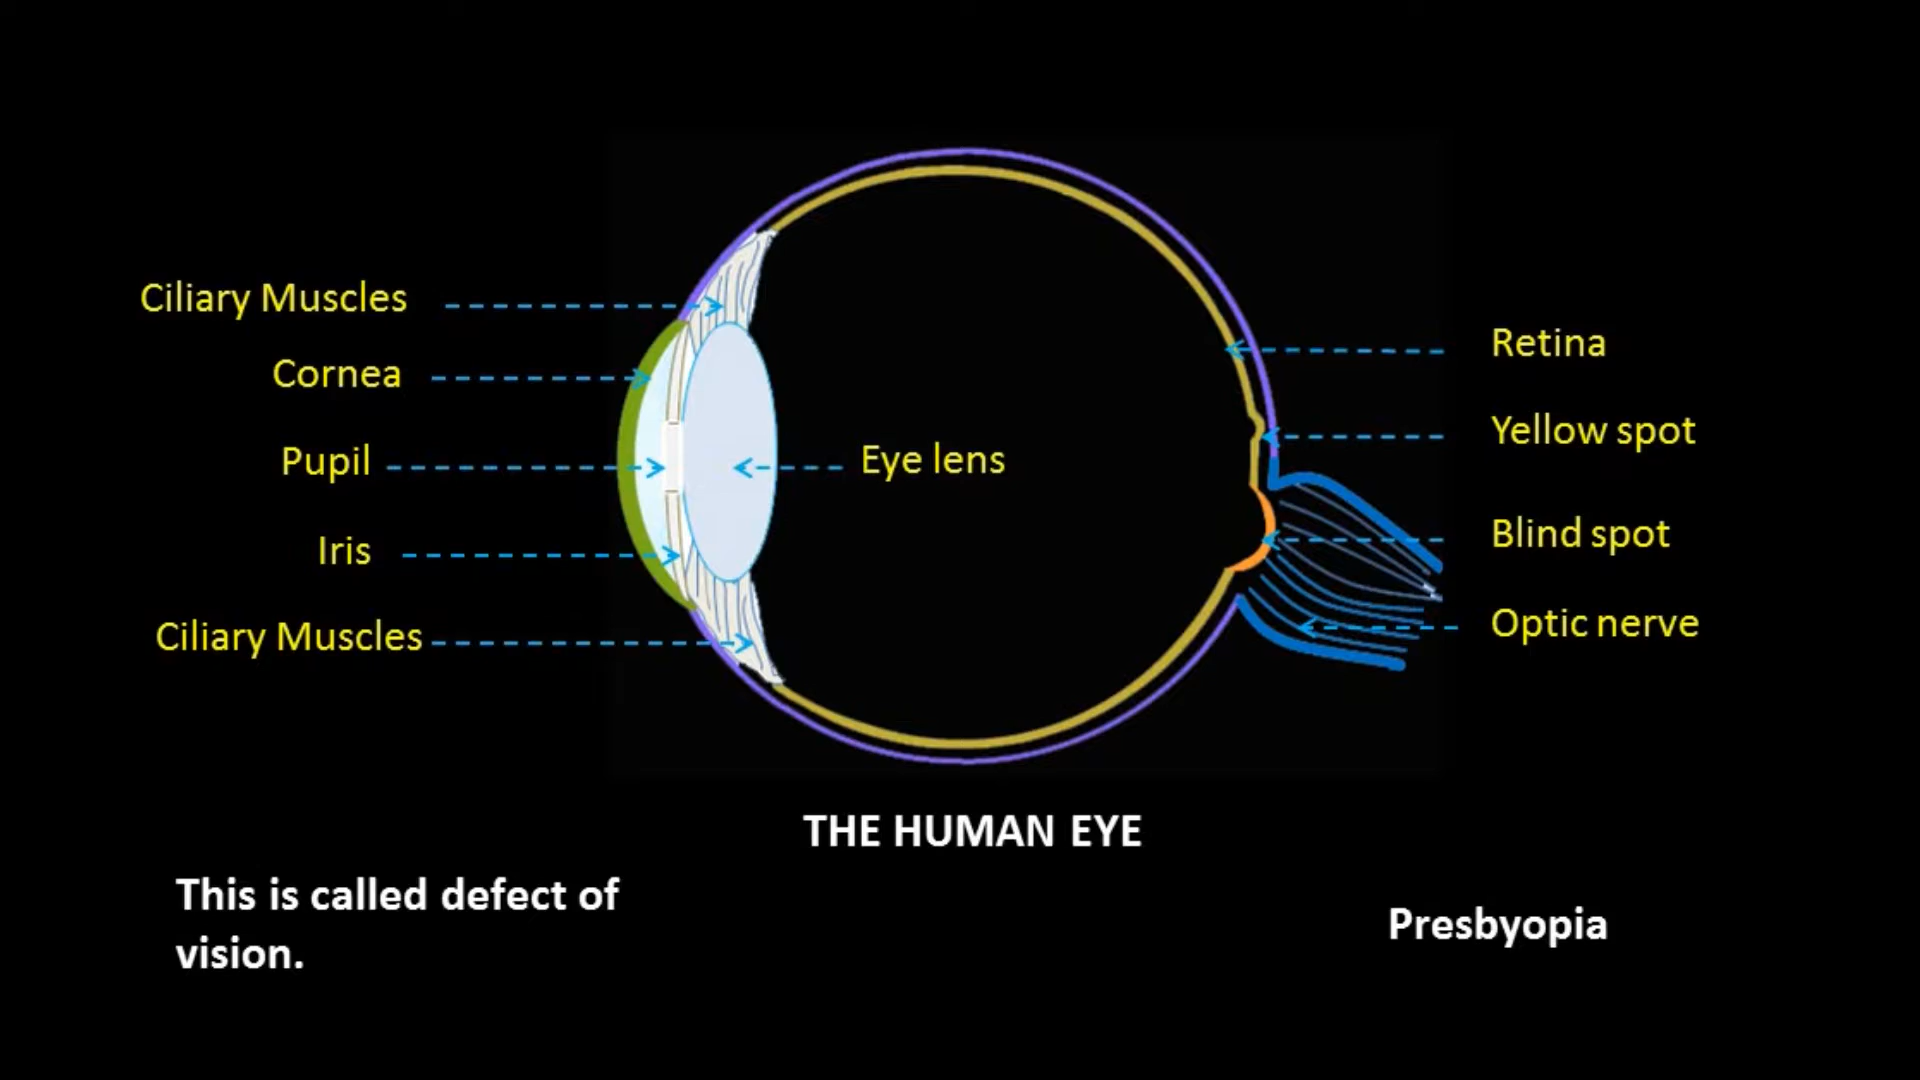 Ciliary Muscles
Cornea
Pupil
Iris
Ciliary Muscles
Eye lens
Retina
Yellow spot
Blind spot
Optic nerve
THE HUMAN EYE
This is called defect of
vision.
Presbyopia